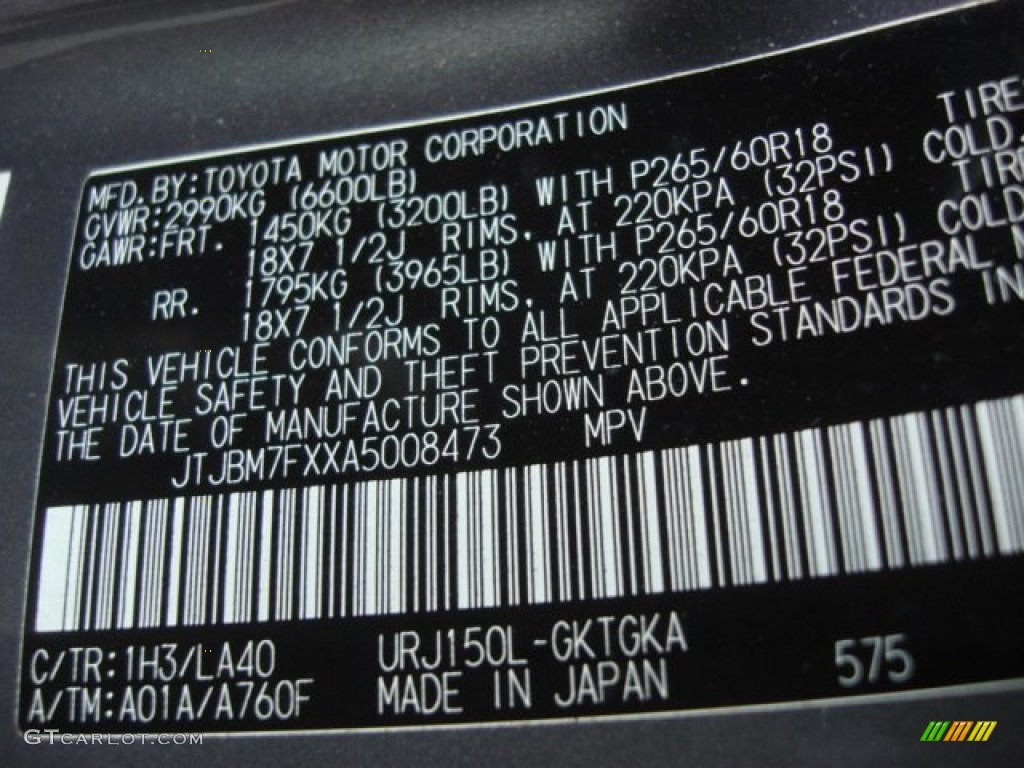 MFD.BY:TOYOTA MOTOR CORPORATION
GVWR:2990KG (6600LB)
GAWR:FRT. 1450KG (3200LB) WITH P265/60R18 TIRE
18X7 1/2J RIMS, AT 220KPA (32PSI) COLD.
RR. 1795KG (3965LB) WITH P265/60R18 TIRE
18X7 1/2J RIMS, AT 220KPA (32PSI) COLD
THIS VEHICLE CONFORMS TO ALL APPLICABLE FEDERAL M
VEHICLE SAFETY AND THEFT PREVENTION STANDARDS IN
THE DATE OF MANUFACTURE SHOWN ABOVE.
JTJBM7FXXA5008473 MPV
C/TR:1H3/LA40 URJ150L-GKTGKA 575
A/TM:A01A/A760F MADE IN JAPAN
GTCARLOT.COM